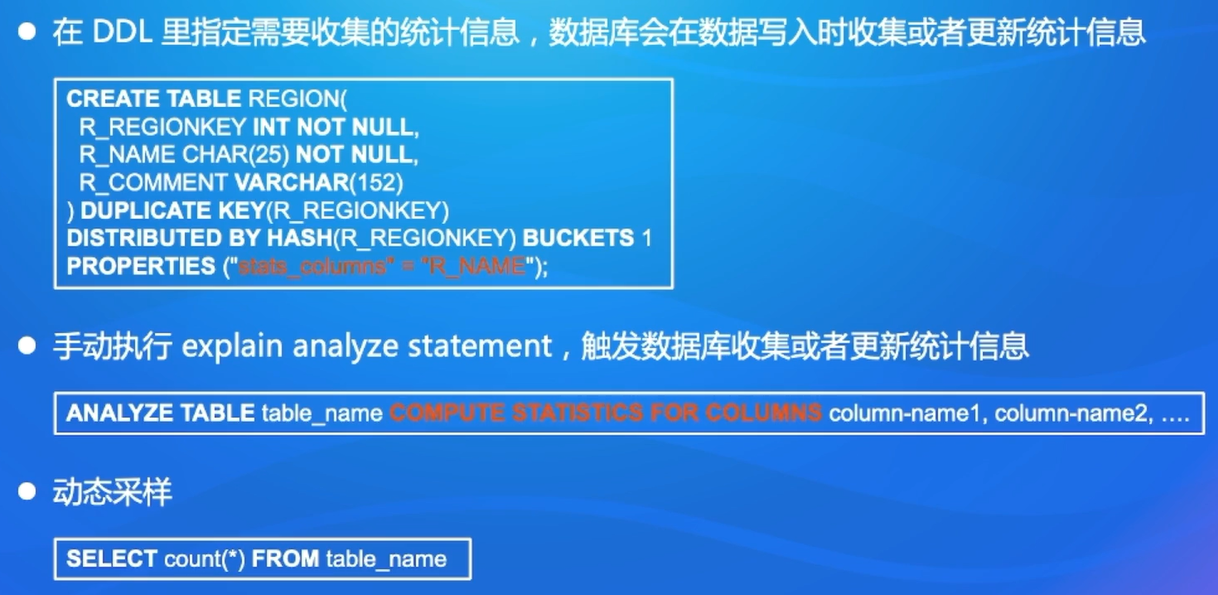 在 DDL 里指定需要收集的统计信息，数据库会在数据写入时收集或者更新统计信息
CREATE TABLE REGION(
R_REGIONKEY INT NOT NULL,
R_NAME CHAR(25) NOT NULL,
R_COMMENT VARCHAR(152)
) DUPLICATE KEY(R_REGIONKEY)
DISTRIBUTED BY HASH(R_REGIONKEY) BUCKETS 1
PROPERTIES ("stats_columns" = "R_NAME");
手动执行 explain analyze statement，触发数据库收集或者更新统计信息
ANALYZE TABLE table_name COMPUTE STATISTICS FOR COLUMNS column-name1, column-name2, ….
动态采样
SELECT count(*) FROM table_name